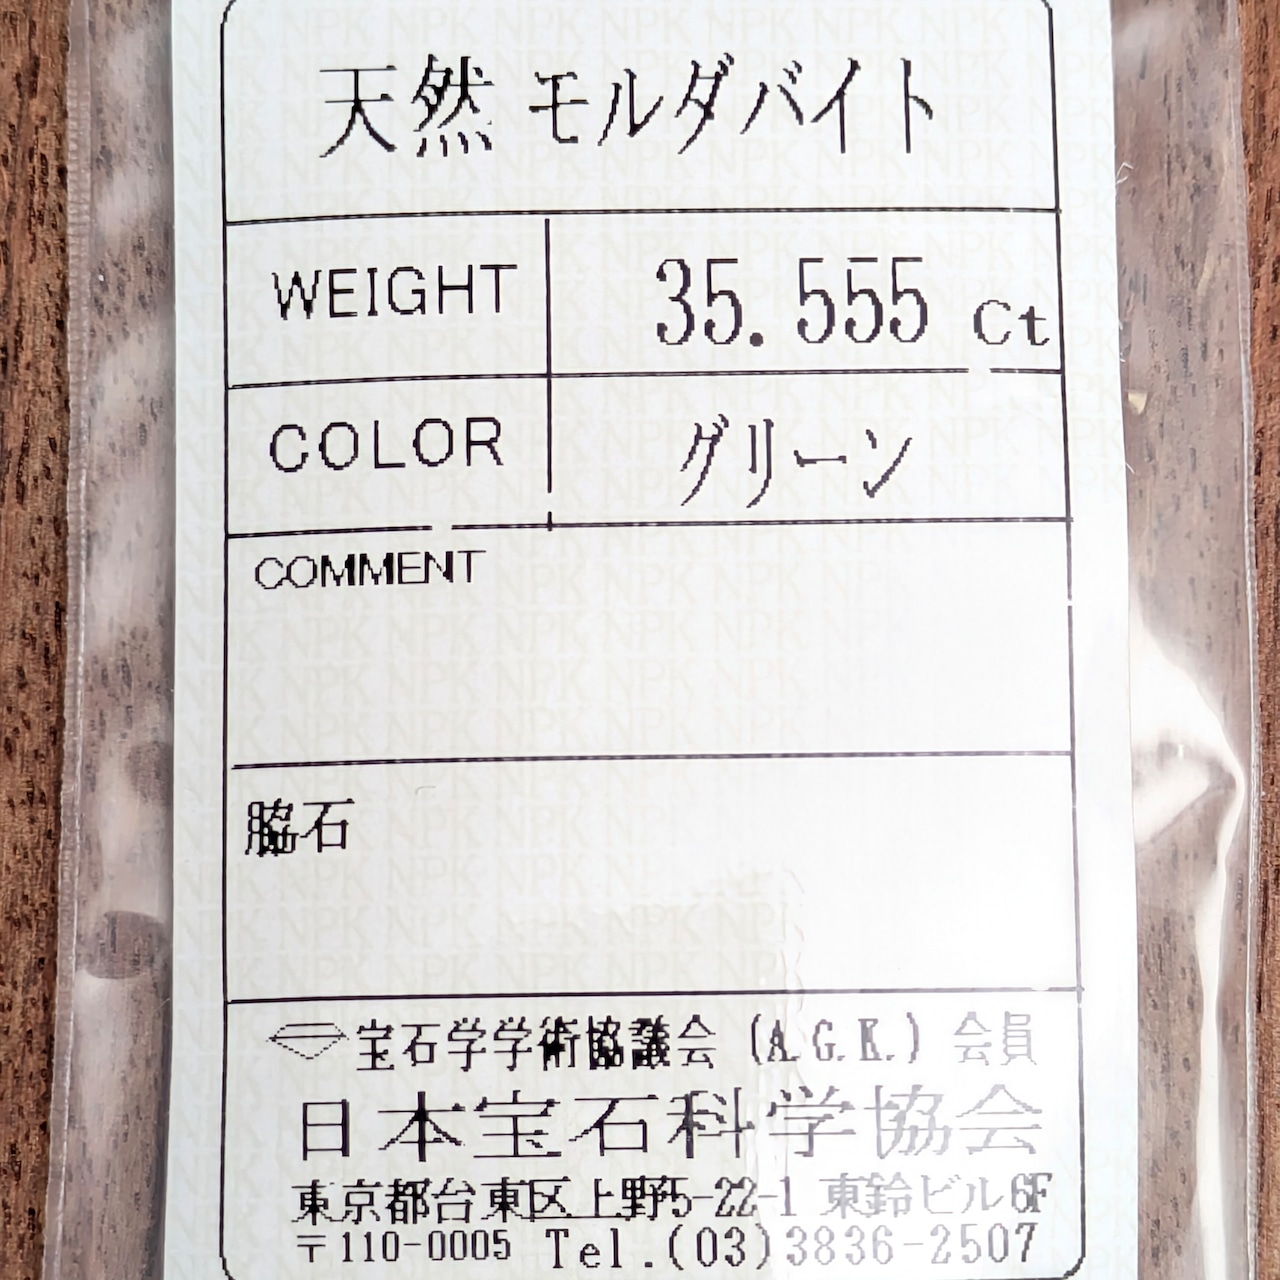 天然 モルダバイト
WEIGHT 35.555 Ct
COLOR グリーン
COMMENT
脇石
宝石学学術協議会 (A.G.K.) 会員
日本宝石科学協会
東京都台東区上野5-22-1 東鈴ビル6F
〒110-0005 Tel.(03)3836-2507